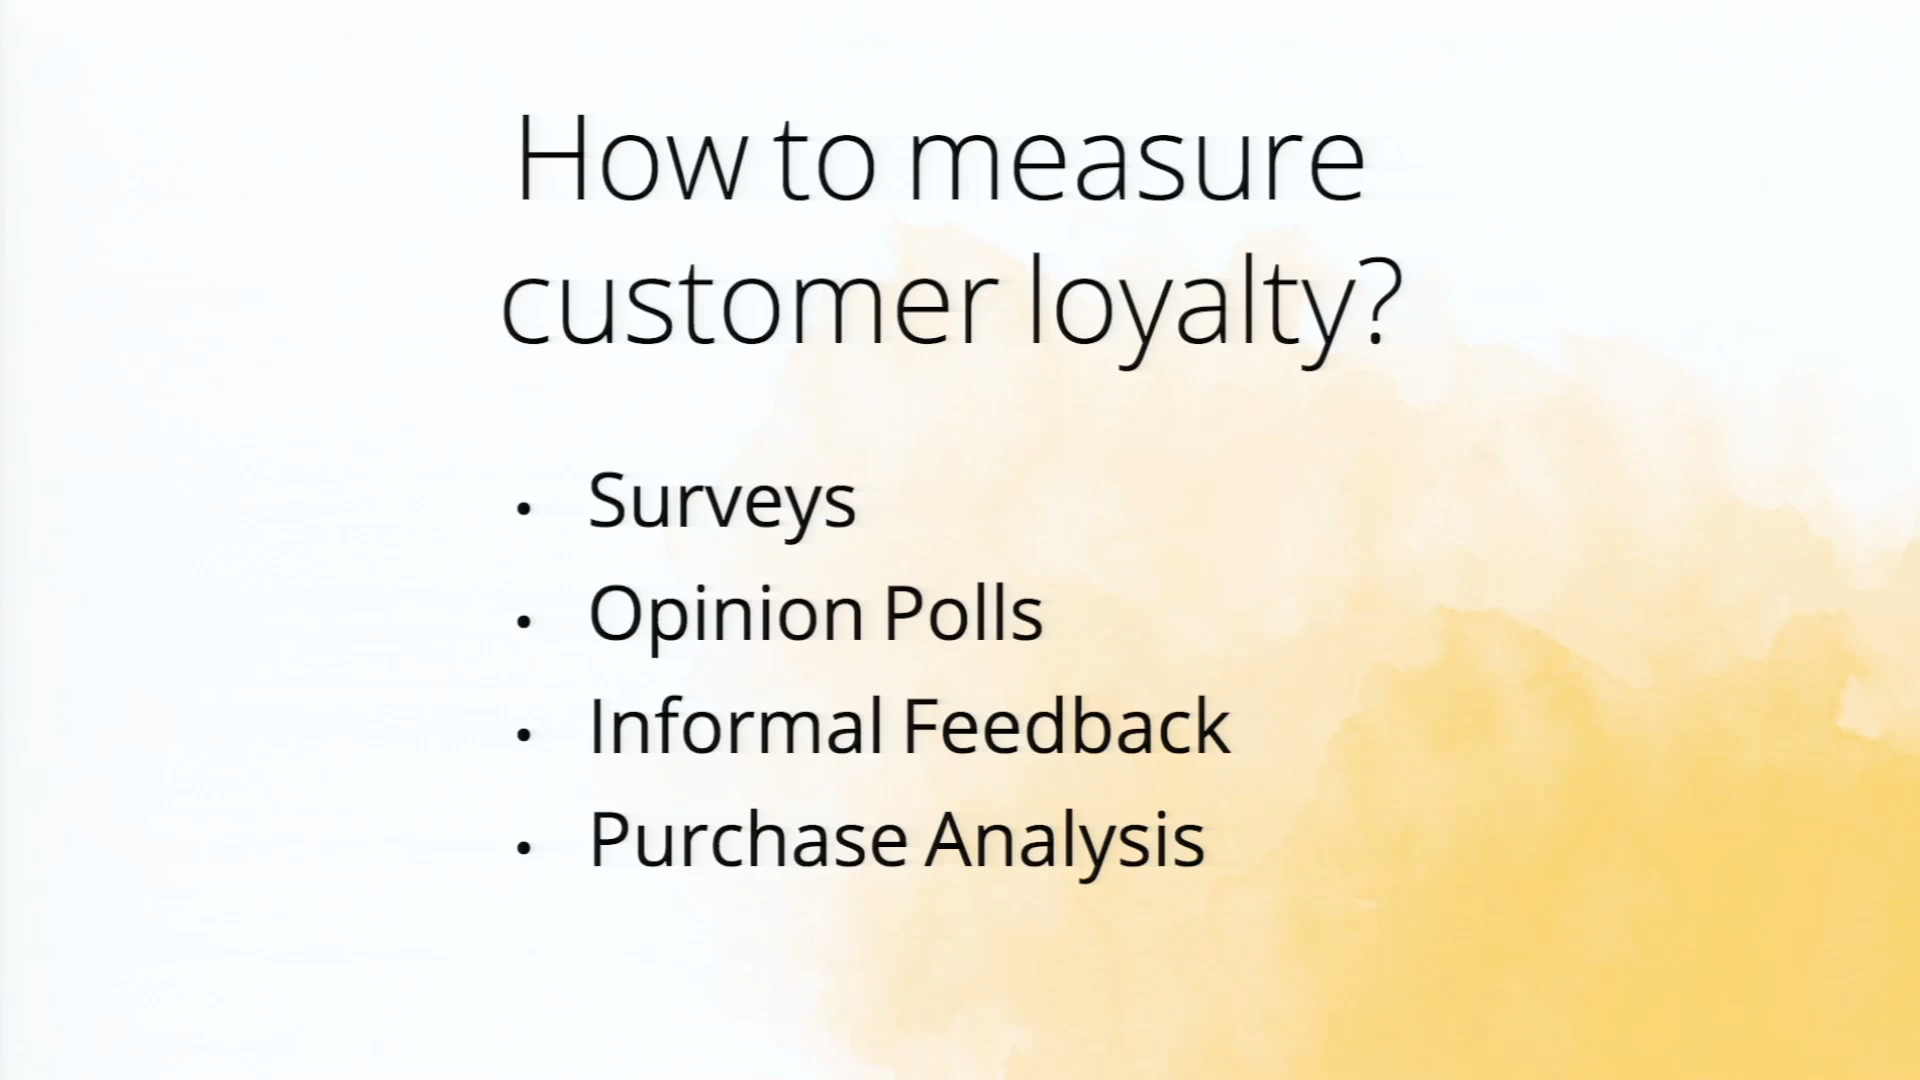 How to measure
customer loyalty?
• Surveys
• Opinion Polls
• Informal Feedback
• Purchase Analysis